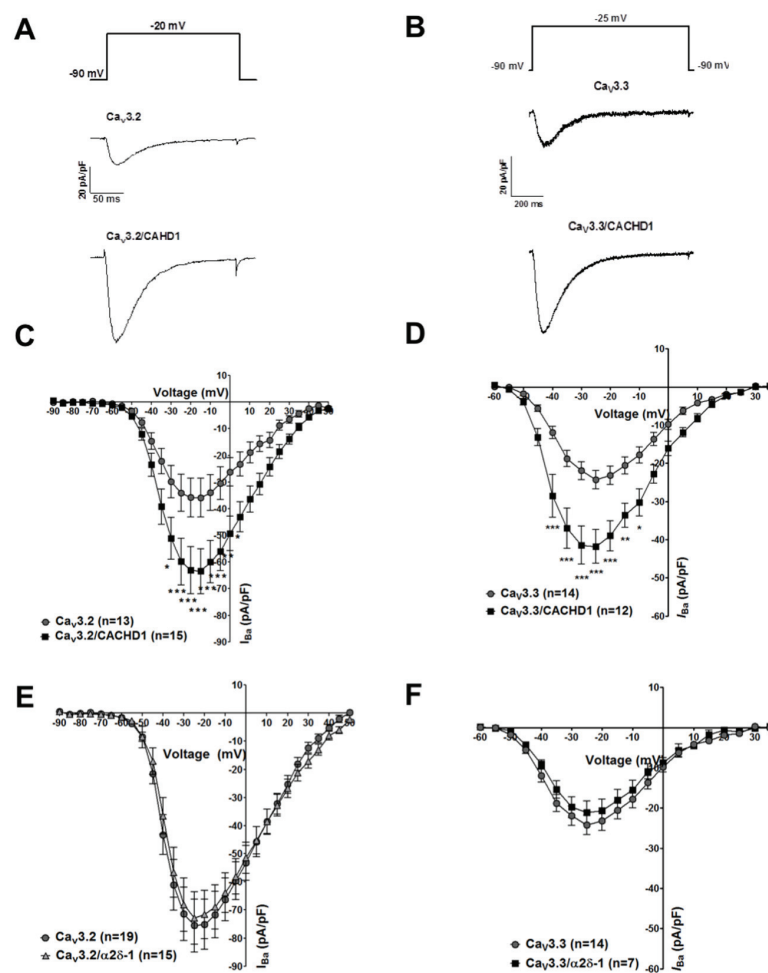 A
-20 mV
-90 mV
CaV3.2
20 pA/pF
50 ms
CaV3.2/CAHD1
B
-25 mV
-90 mV
-90 mV
CaV3.3
20 pA/pF
200 ms
CaV3.3/CACHD1
C
Voltage (mV)
10
-90 -80 -70 -60 -50 -40 -30 -20 -10 10 20 30 40 50
-10
-20
-30
-40
-50
-60
-70
-80
-90
* *** *** *** *** *** ** *
IBa (pA/pF)
CaV3.2 (n=13)
CaV3.2/CACHD1 (n=15)
D
10
-60 -50 -40 -30 -20 -10 10 20 30
Voltage (mV)
-10
-20
-30
-40
-50
-60
*** *** *** *** *** ** *
IBa (pA/pF)
CaV3.3 (n=14)
CaV3.3/CACHD1 (n=12)
E
10
-90 -80 -70 -60 -50 -40 -30 -20 -10 10 20 30 40 50
Voltage (mV)
-10
-20
-30
-40
-50
-60
-70
-80
-90
IBa (pA/pF)
CaV3.2 (n=19)
CaV3.2/α2δ-1 (n=15)
F
10
-60 -50 -40 -30 -20 -10 10 20 30
Voltage (mV)
-10
-20
-30
-40
-50
-60
IBa (pA/pF)
CaV3.3 (n=14)
CaV3.3/α2δ-1 (n=7)